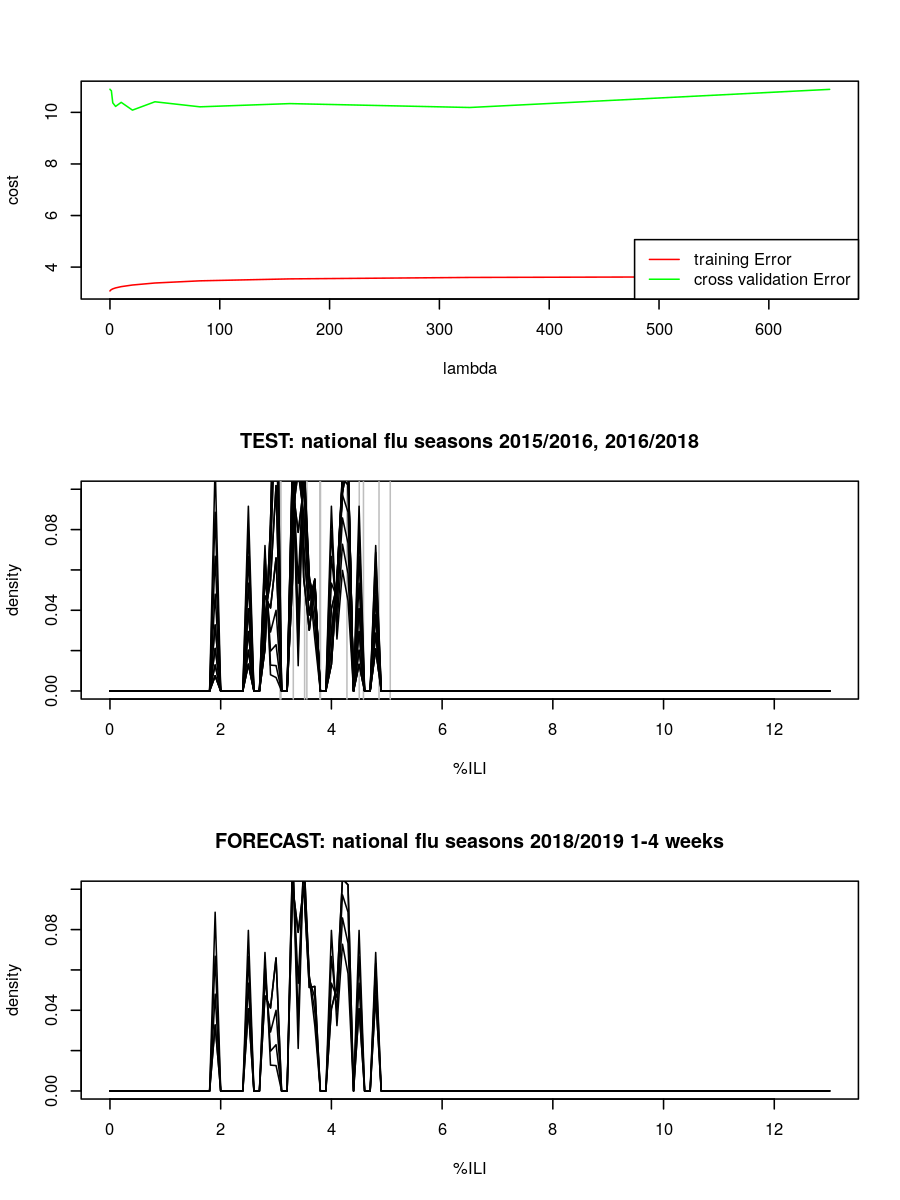 10
8
6
4
cost
training Error
cross validation Error
0 100 200 300 400 500 600
lambda
TEST: national flu seasons 2015/2016, 2016/2018
0.08
0.04
0.00
density
0 2 4 6 8 10 12
%ILI
FORECAST: national flu seasons 2018/2019 1-4 weeks
0.08
0.04
0.00
density
0 2 4 6 8 10 12
%ILI